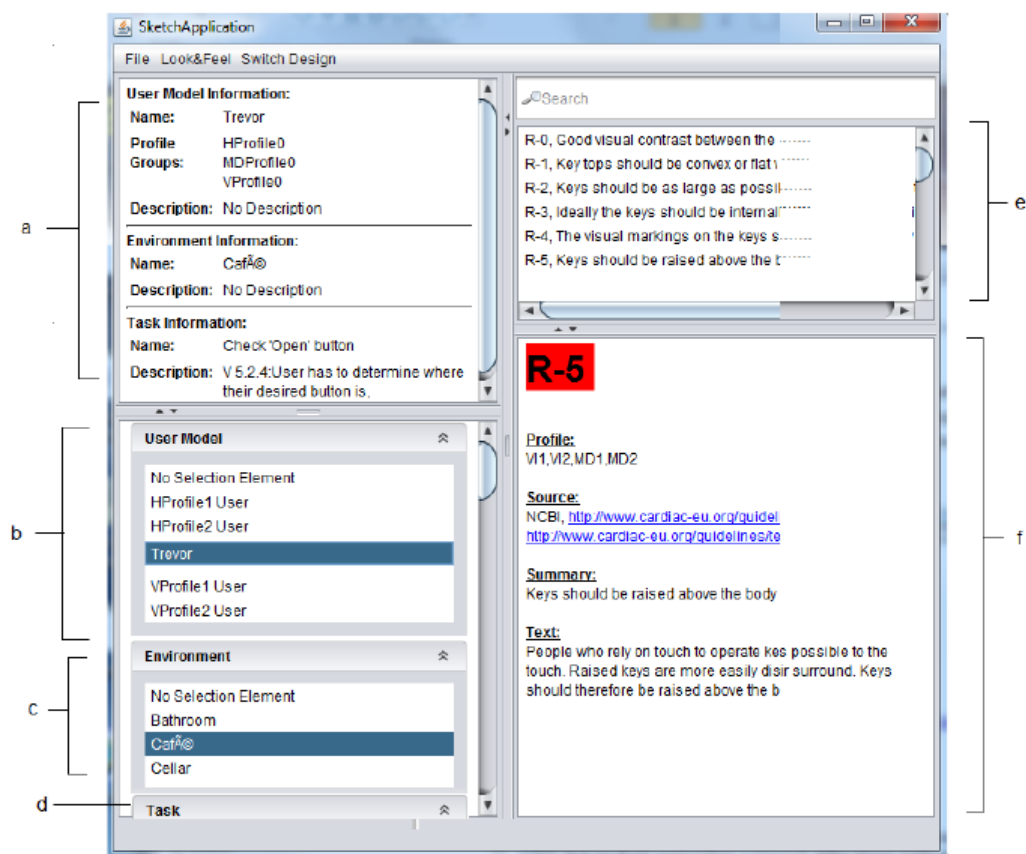 SketchApplication
File Look&Feel Switch Design
a
User Model Information:
Name: Trevor
Profile HProfile0
Groups: MDProfile0
VProfile0
Description: No Description
Environment Information:
Name: CafÃ©
Description: No Description
Task Information:
Name: Check 'Open' button
Description: V 5.2.4:User has to determine where
their desired button is,
b
User Model
No Selection Element
HProfile1 User
HProfile2 User
Trevor
VProfile1 User
VProfile2 User
c
Environment
No Selection Element
Bathroom
CafÃ©
Cellar
d
Task
Search
e
R-0, Good visual contrast between the .......
R-1, Key tops should be convex or flat
R-2, Keys should be as large as possil.......
R-3, Ideally the keys should be internal
R-4, The visual markings on the keys s.......
R-5, Keys should be raised above the
f
R-5
Profile:
VI1,VI2,MD1,MD2
Source:
NCBI, http://www.cardiac-eu.org/guidel
http://www.cardiac-eu.org/guidelines/te
Summary:
Keys should be raised above the body
Text:
People who rely on touch to operate kes possible to the
touch. Raised keys are more easily disir surround. Keys
should therefore be raised above the b